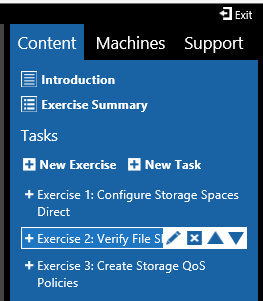 Exit
Content Machines Support
Introduction
Exercise Summary
Tasks
+ New Exercise + New Task
+ Exercise 1: Configure Storage Spaces
Direct
+ Exercise 2: Verify File
+ Exercise 3: Create Storage QoS
Policies